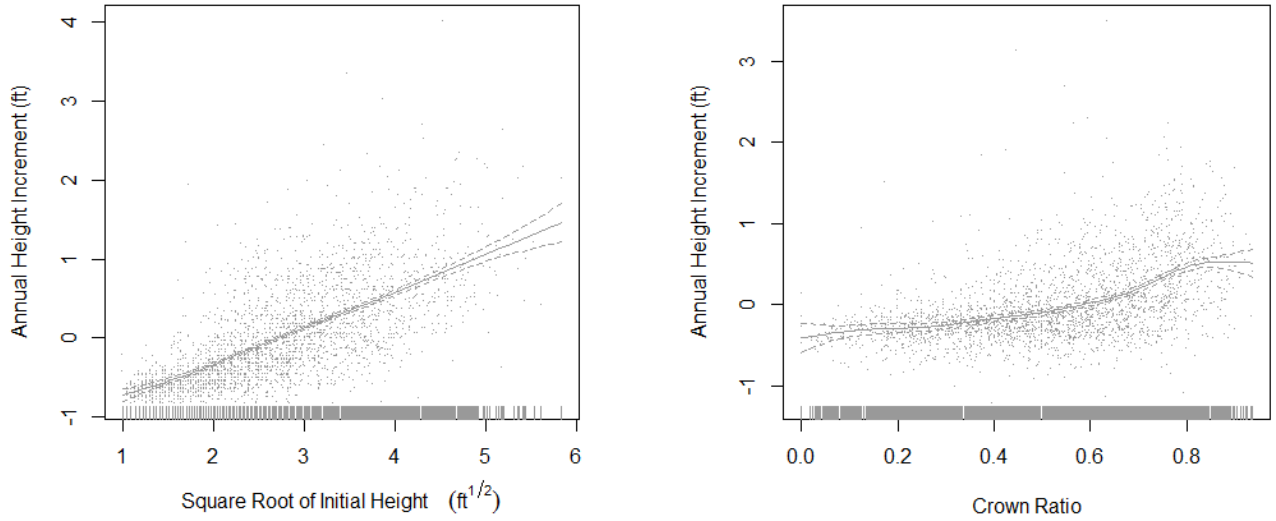 Annual Height Increment (ft)
4
3
2
1
0
-1
1 2 3 4 5 6
Square Root of Initial Height (ft^{1/2})
Annual Height Increment (ft)
3
2
1
0
-1
0.0 0.2 0.4 0.6 0.8
Crown Ratio